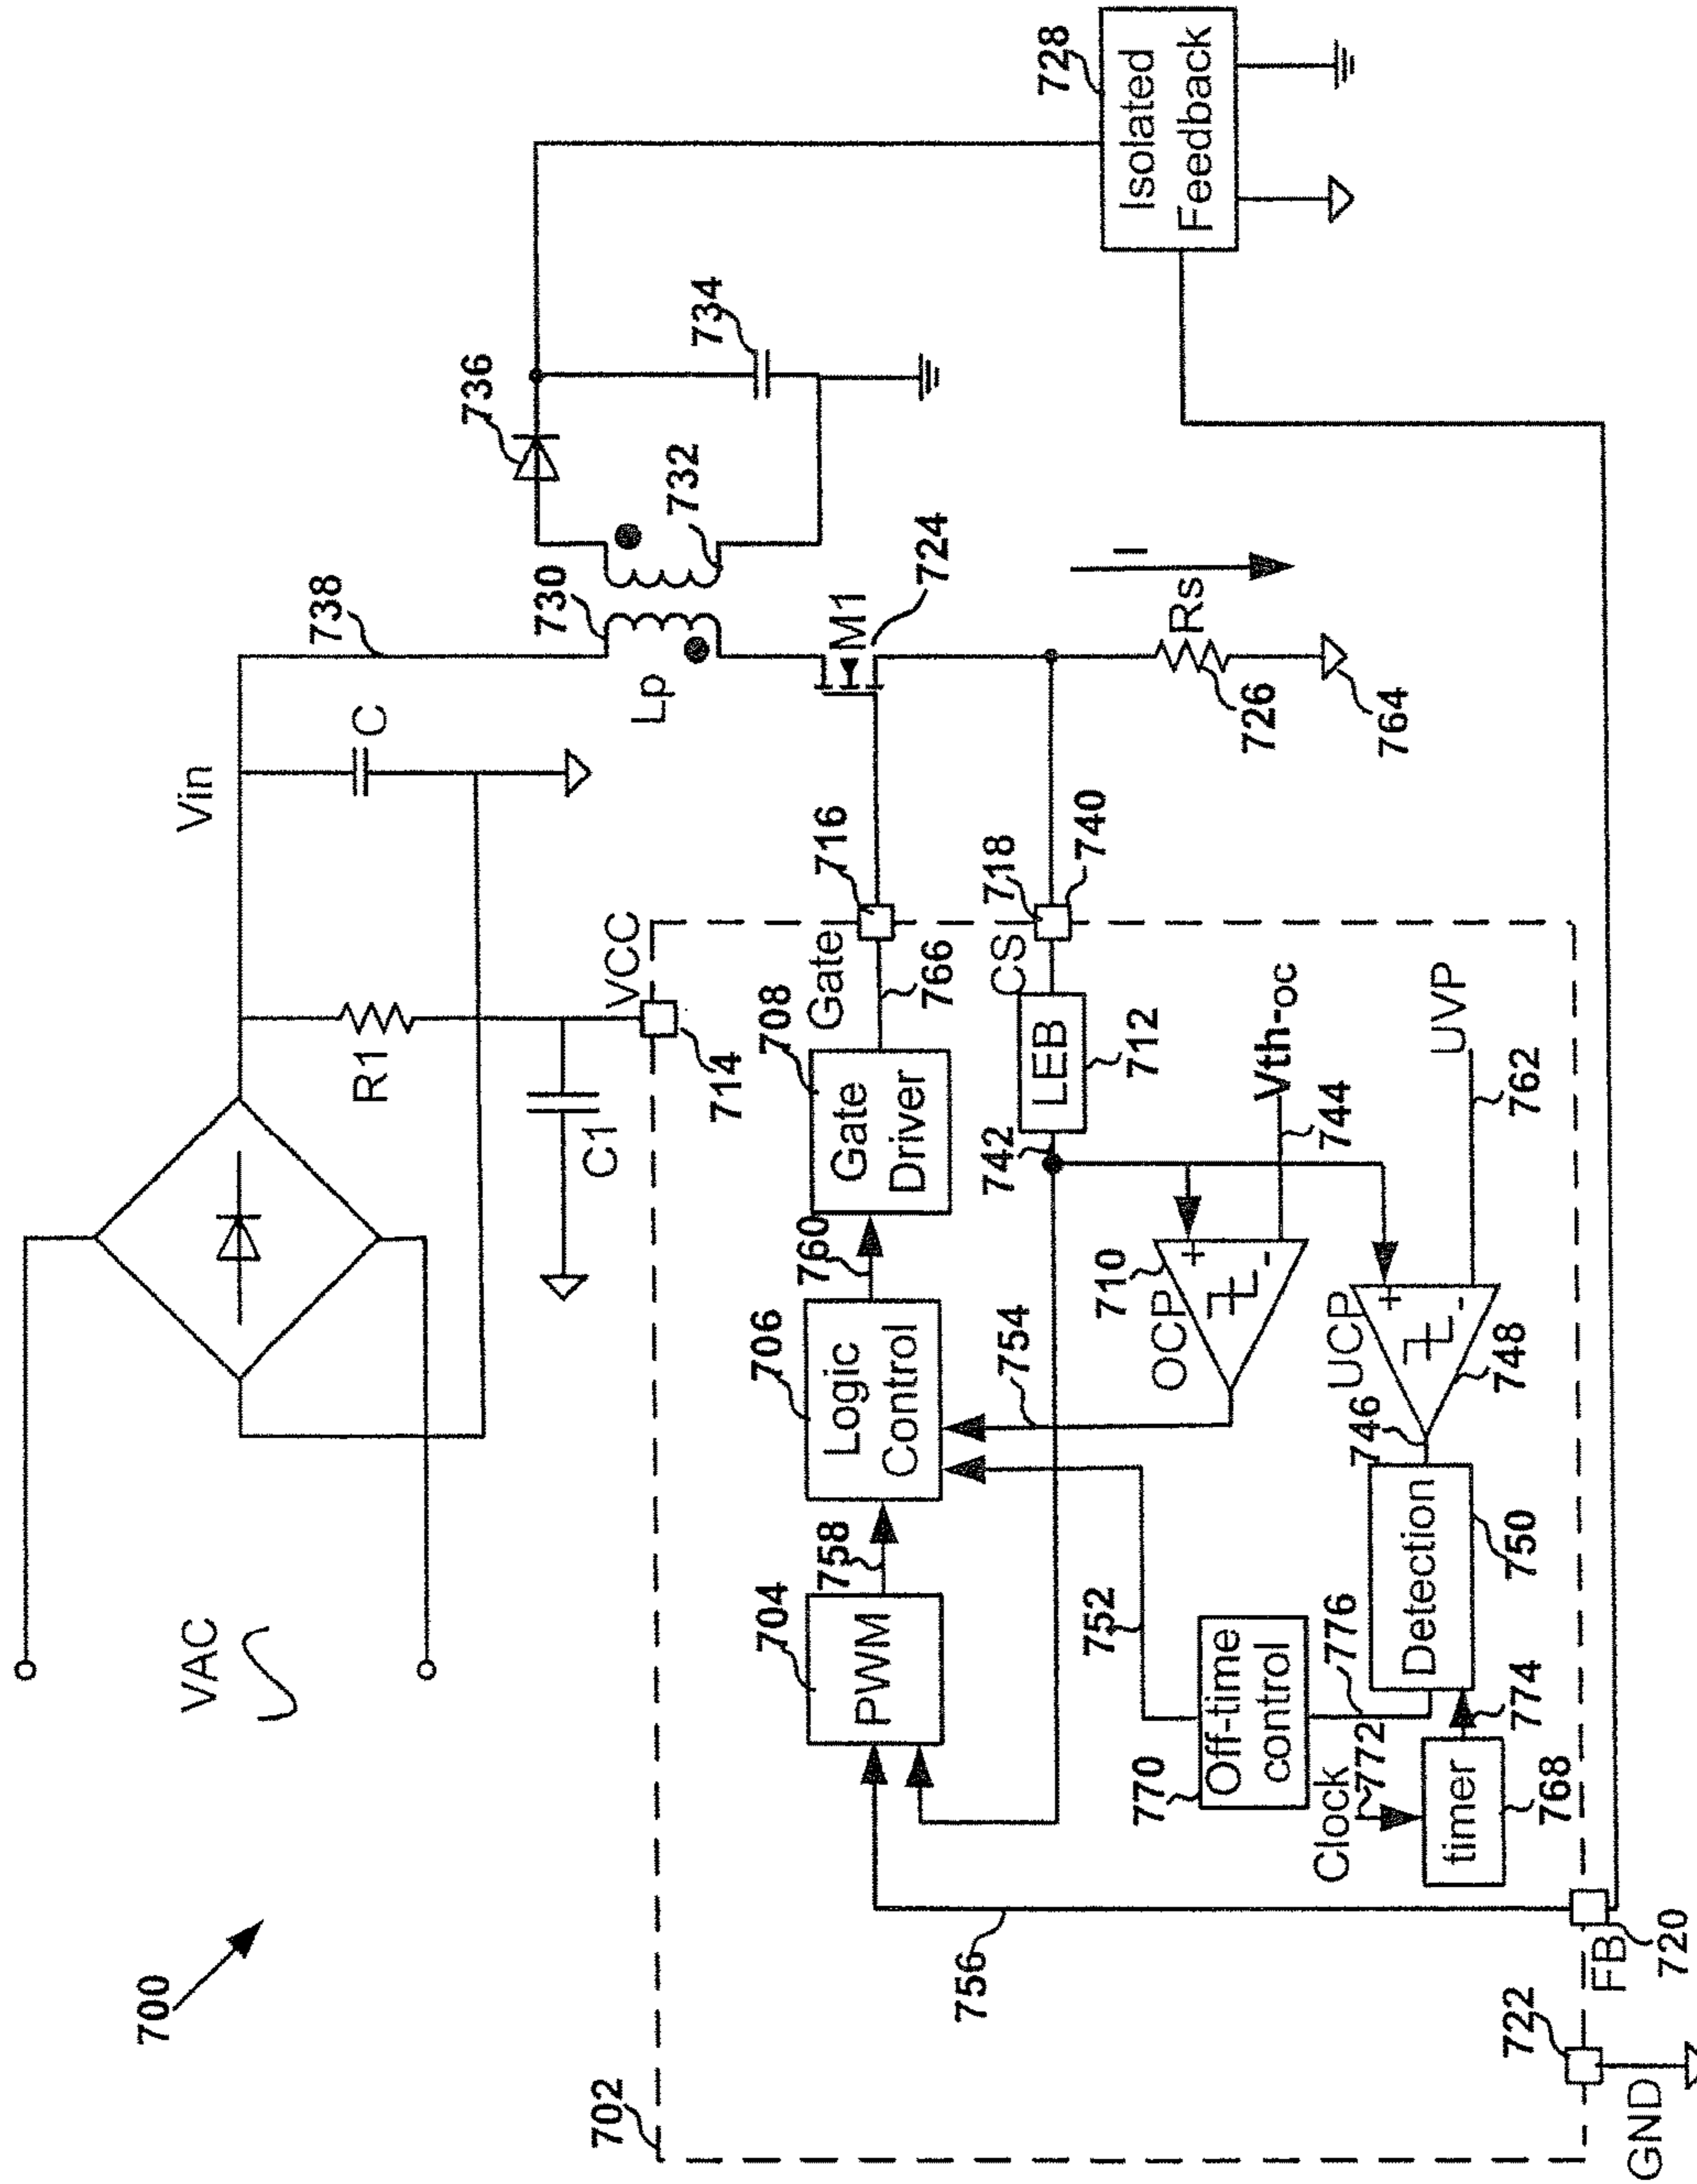 700
VAC
Vin
738
C
R1
C1
VCC
714
Lp
730
732
736
734
728
Isolated
Feedback
M1
724
I
Rs
726
764
702
704
PWM
758
706
Logic
Control
760
708
Gate
Driver
766
Gate
716
718
740
CS
LEB
712
742
754
710
OCP
Vth-oc
744
UCP
748
746
UVP
762
752
770
Off-time
control
776
Detection
750
Clock
772
774
timer
768
756
FB
720
722
GND